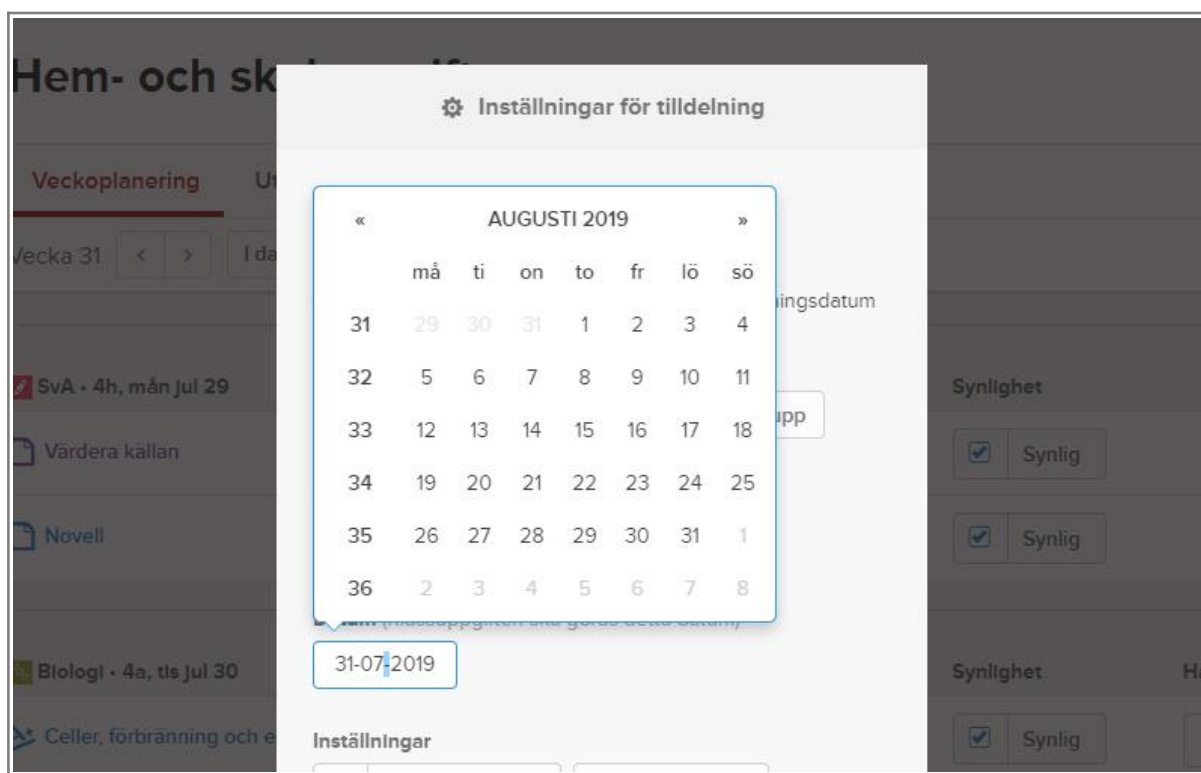 Hem- och sk
Inställningar för tilldelning
Veckoplanering
Vecka 31 < > I da
« AUGUSTI 2019 »
må ti on to fr lö sö
31 29 30 31 1 2 3 4
ingsdatum
32 5 6 7 8 9 10 11
SvA • 4h, mån jul 29
Synlighet
33 12 13 14 15 16 17 18
upp
Värdera källan
Synlig
34 19 20 21 22 23 24 25
35 26 27 28 29 30 31 1
Novell
Synlig
36 2 3 4 5 6 7 8
31-07-2019
Biologi • 4a, tis jul 30
Synlighet
Celler, förbränning och e
Synlig
Inställningar